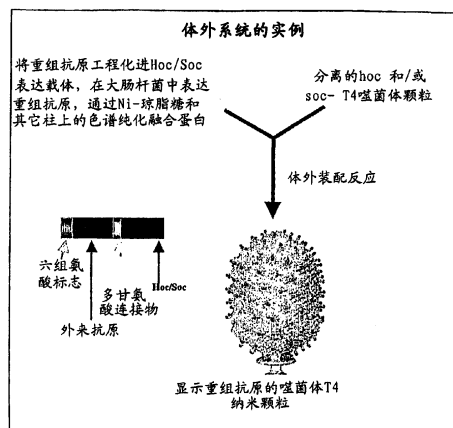 体外系统的实例
将重组抗原工程化进Hoc/Soc
表达载体，在大肠杆菌中表达
重组抗原，通过Ni-琼脂糖和
其它柱上的色谱纯化融合蛋白
分离的hoc 和/或
soc- T4噬菌体颗粒
体外装配反应
六组氨
酸标志
外来抗原
多甘氨
酸连接物
Hoc/Soc
显示重组抗原的噬菌体T4
纳米颗粒